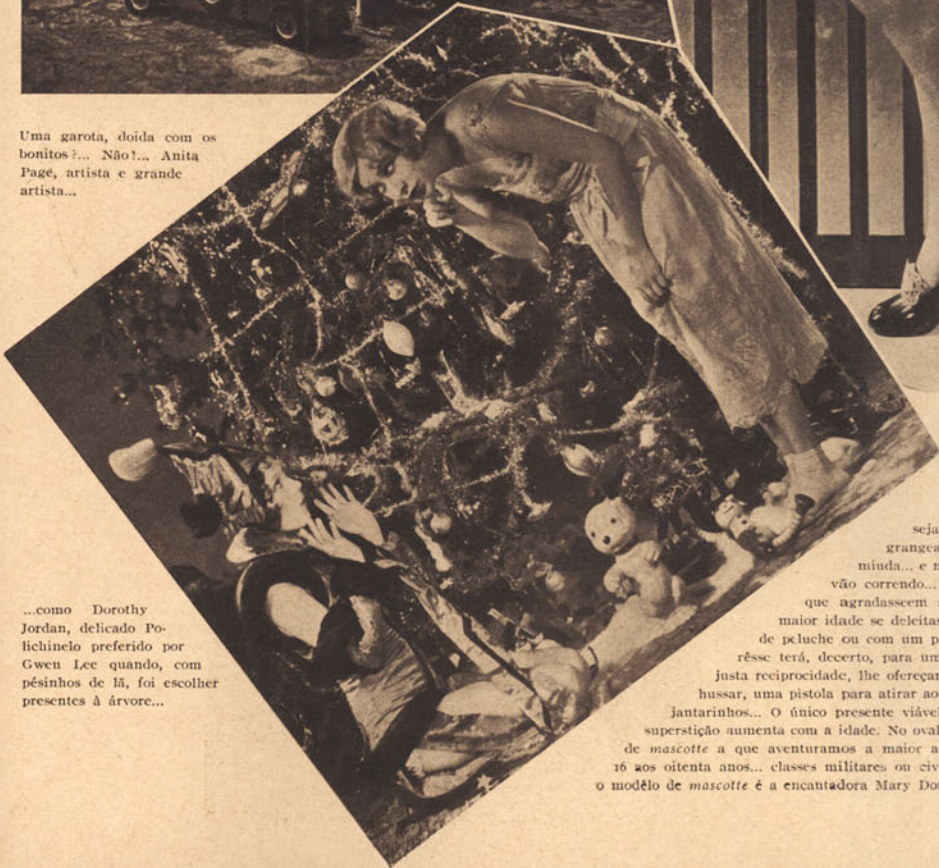 Uma garota, doida com os
bonitos?... Não!... Anita
Page, artista e grande
artista...
...como Dorothy
Jordan, delicado Po-
lichinelo preferido por
Gwen Lee quando, com
pésinhos de lã, foi escolher
presentes à árvore...
seja
grangea
miuda... e
vão correndo...
que agradassem
maior idade se deleitas
de peluche ou com um p
rêsse terá, decerto, para um
justa reciprocidade, lhe ofereçam
hussar, uma pistola para atirar ao
jantarinhos... O único presente viável
superstição aumenta com a idade. No oval
de mascotte a que aventuramos a maior a
16 aos oitenta anos... classes militares ou civ
o modêlo de mascotte é a encantadora Mary Do